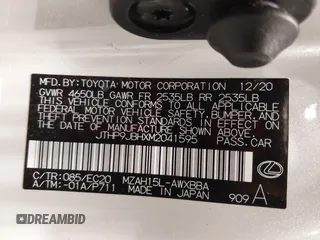 MFD. BY: TOYOTA MOTOR CORPORATION 12/20
GVWR 4650LB GAWR FR 2535LB RR 2535LB
THIS VEHICLE CONFORMS TO ALL APPLICABLE
FEDERAL MOTOR VEHICLE SAFETY, BUMPER, AND
THEFT PREVENTION STANDARDS IN EFFECT ON
THE DATE OF MANUFACTURE SHOWN ABOVE.
JTHP9JBHXM2041595 PASS.CAR
C/TR: 085/EC20 MZAH15L-AWXBBA
A/TM: -01A/P711 MADE IN JAPAN 909 A
DREAMBID